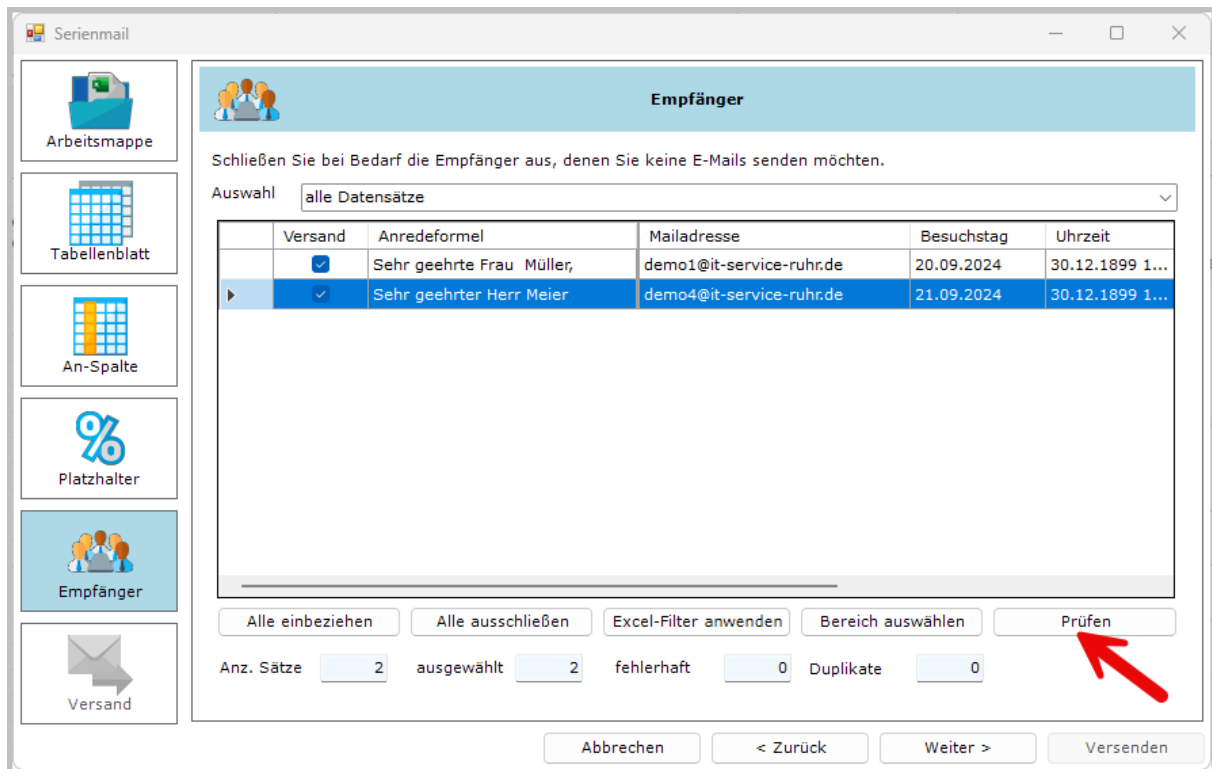 Serienmail
Arbeitsmappe
Tabellenblatt
An-Spalte
Platzhalter
Empfänger
Versand
Empfänger
Schließen Sie bei Bedarf die Empfänger aus, denen Sie keine E-Mails senden möchten.
Auswahl alle Datensätze
Versand Anredeformel Mailadresse Besuchstag Uhrzeit
Sehr geehrte Frau  Müller, demo1@it-service-ruhr.de 20.09.2024 30.12.1899 1...
Sehr geehrter Herr Meier demo4@it-service-ruhr.de 21.09.2024 30.12.1899 1...
Alle einbeziehen Alle ausschließen Excel-Filter anwenden Bereich auswählen Prüfen
Anz. Sätze 2 ausgewählt 2 fehlerhaft 0 Duplikate 0
Abbrechen < Zurück Weiter > Versenden